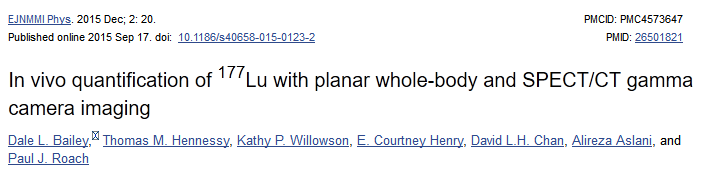 EJNMMI Phys. 2015 Dec; 2: 20. PMCID: PMC4573647
Published online 2015 Sep 17. doi: 10.1186/s40658-015-0123-2 PMID: 26501821
In vivo quantification of 177Lu with planar whole-body and SPECT/CT gamma
camera imaging
Dale L. Bailey, Thomas M. Hennessy, Kathy P. Willowson, E. Courtney Henry, David L.H. Chan, Alireza Aslani, and
Paul J. Roach